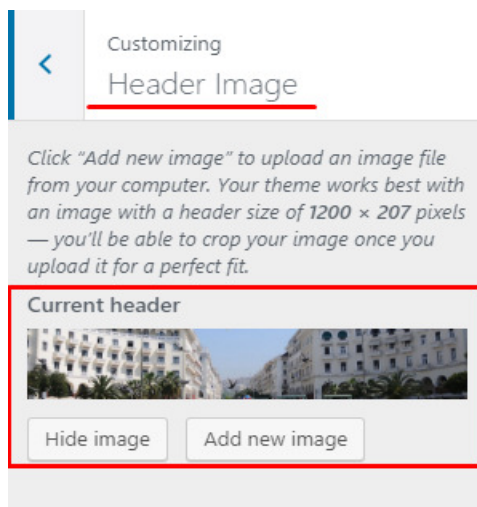 Customizing
Header Image
Click “Add new image” to upload an image file
from your computer. Your theme works best with
an image with a header size of 1200 × 207 pixels
— you’ll be able to crop your image once you
upload it for a perfect fit.
Current header
Hide image Add new image